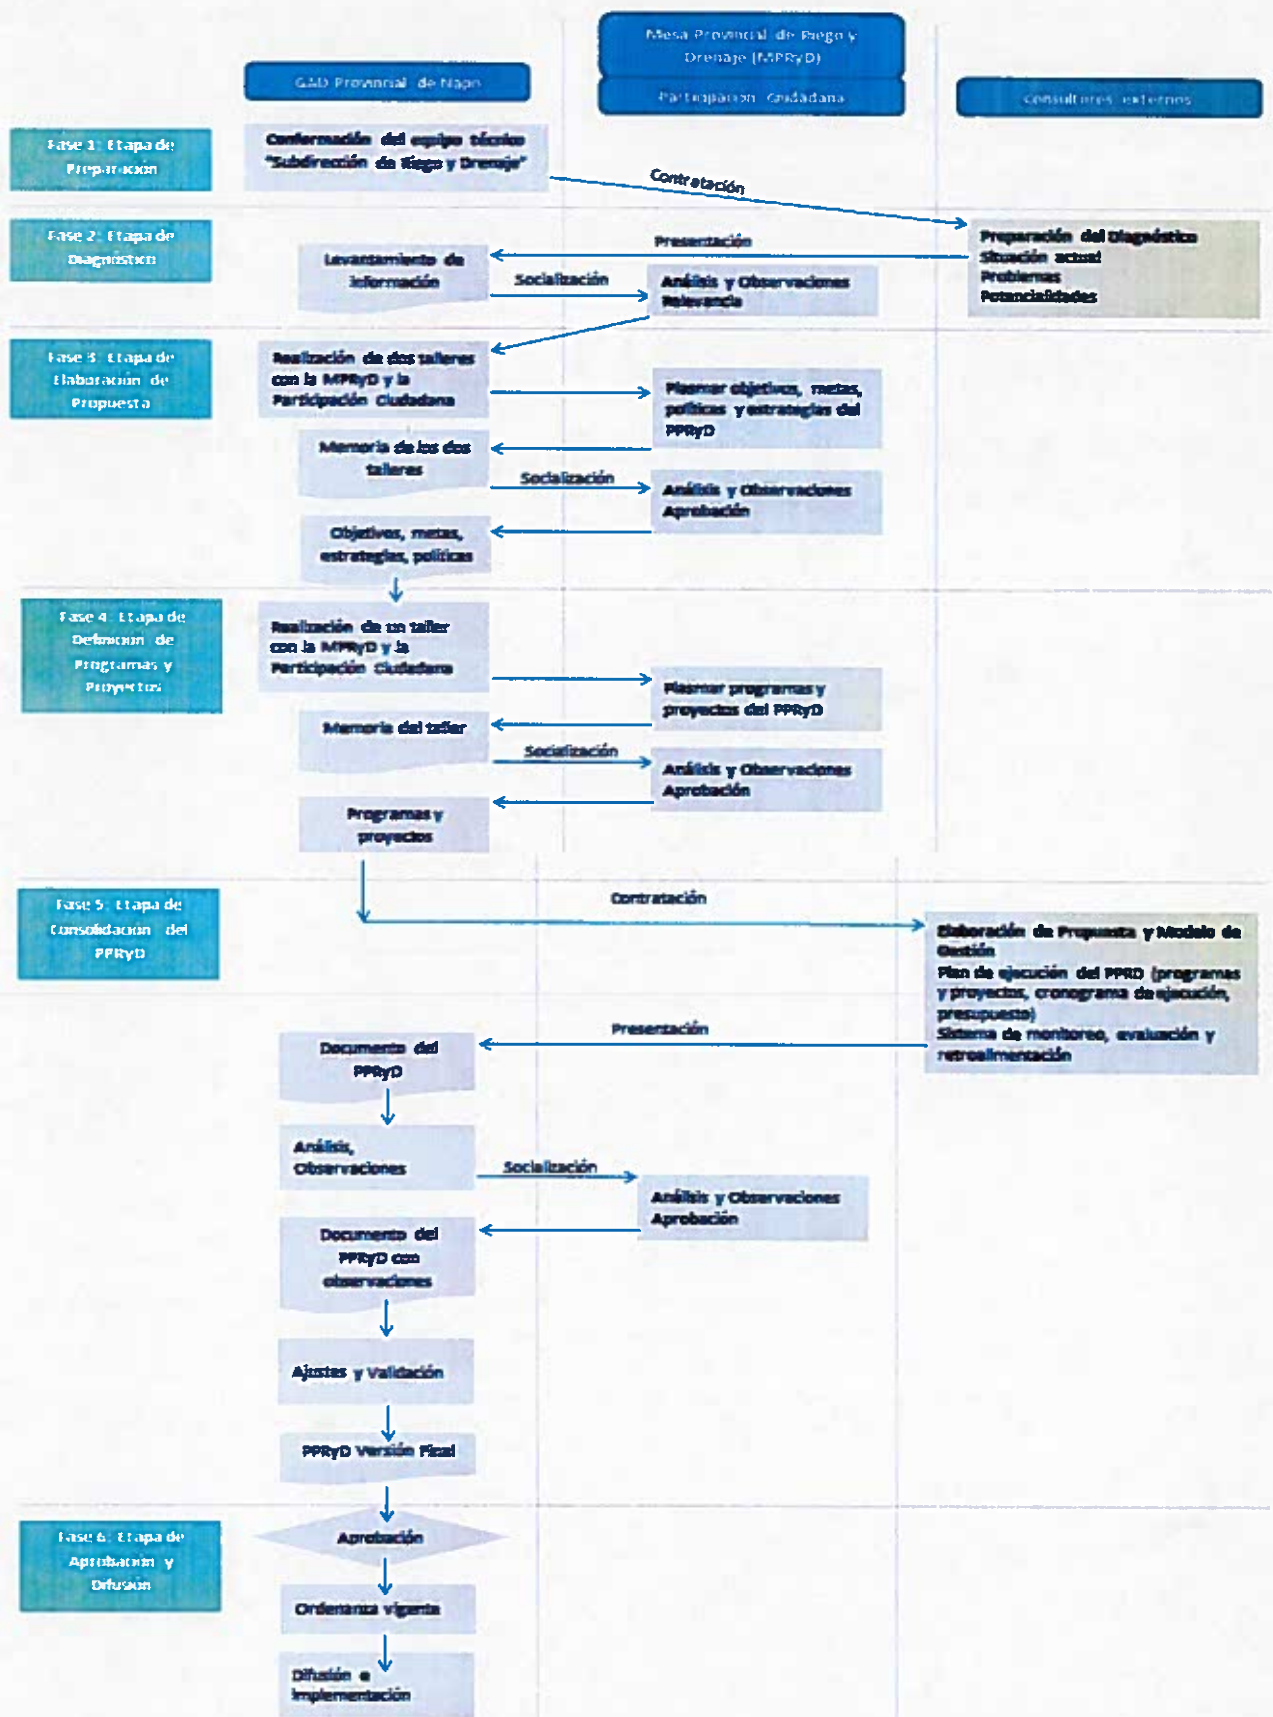 Mesa Provincial de Riego y
Drenaje (MPRyD)
GAD Provincial de Napo
Participación Ciudadana
Consultores externos
Fase 1: Etapa de
Preparación
Conformación del equipo técnico
"Subdirección de Riego y Drenaje"
Contratación
Fase 2: Etapa de
Diagnóstico
Presentación
Preparación del Diagnóstico
Situación actual
Problemas
Potencialidades
Levantamiento de
información
Socialización
Análisis y Observaciones
Relevancia
Fase 3: Etapa de
Elaboración de
Propuesta
Realización de dos talleres
con la MPRyD y la
Participación Ciudadana
Plasmar objetivos, metas,
políticas y estrategias del
PPRyD
Memoria de los dos
talleres
Socialización
Análisis y Observaciones
Aprobación
Objetivos, metas,
estrategias, políticas
Fase 4: Etapa de
Definición de
Programas y
Proyectos
Realización de un taller
con la MPRyD y la
Participación Ciudadana
Plasmar programas y
proyectos del PPRyD
Memoria del taller
Socialización
Análisis y Observaciones
Aprobación
Programas y
proyectos
Fase 5: Etapa de
Consolidación del
PPRyD
Contratación
Elaboración de Propuesta y Modelo de
Gestión
Plan de ejecución del PPRD (programas
y proyectos, cronograma de ejecución,
presupuesto)
Sistema de monitoreo, evaluación y
retroalimentación
Presentación
Documento del
PPRyD
Análisis,
Observaciones
Socialización
Análisis y Observaciones
Aprobación
Documento del
PPRyD con
observaciones
Ajustes y Validación
PPRyD Versión Final
Fase 6: Etapa de
Aprobación y
Difusión
Aprobación
Ordenanza vigente
Difusión e
implementación